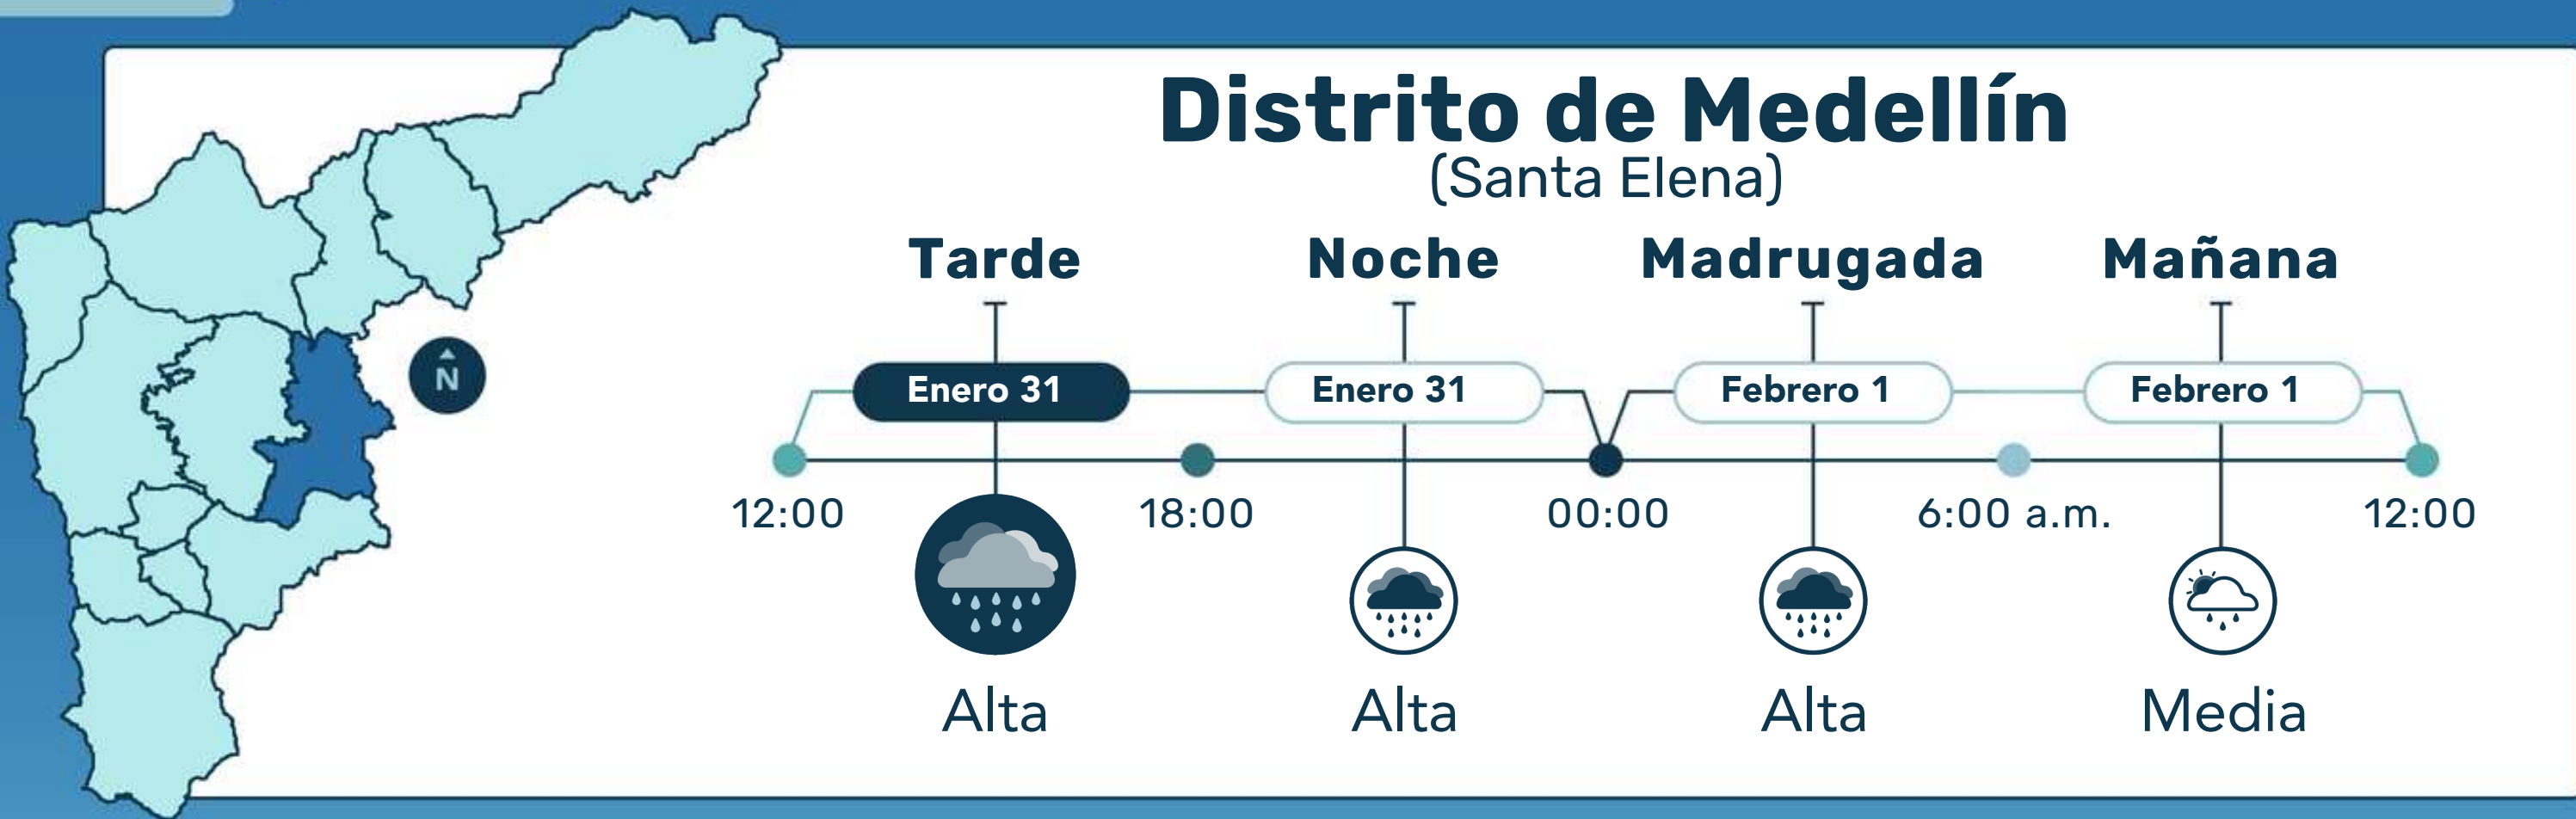 Distrito de Medellín
(Santa Elena)
Tarde Noche Madrugada Mañana
N
Enero 31 Enero 31 Febrero 1 Febrero 1
12:00 18:00 00:00 6:00 a.m. 12:00
Alta Alta Alta Media